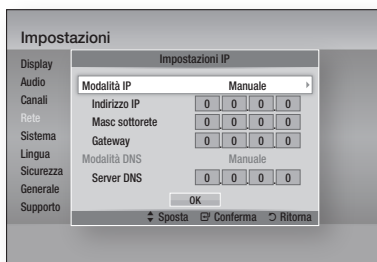 Impostazioni
Display
Audio
Canali
Rete
Sistema
Lingua
Sicurezza
Generale
Supporto
Impostazioni IP
Modalità IP Manuale
Indirizzo IP 0 . 0 . 0 . 0
Masc sottorete 0 . 0 . 0 . 0
Gateway 0 . 0 . 0 . 0
Modalità DNS Manuale
Server DNS 0 . 0 . 0 . 0
OK
Sposta Conferma Ritorna